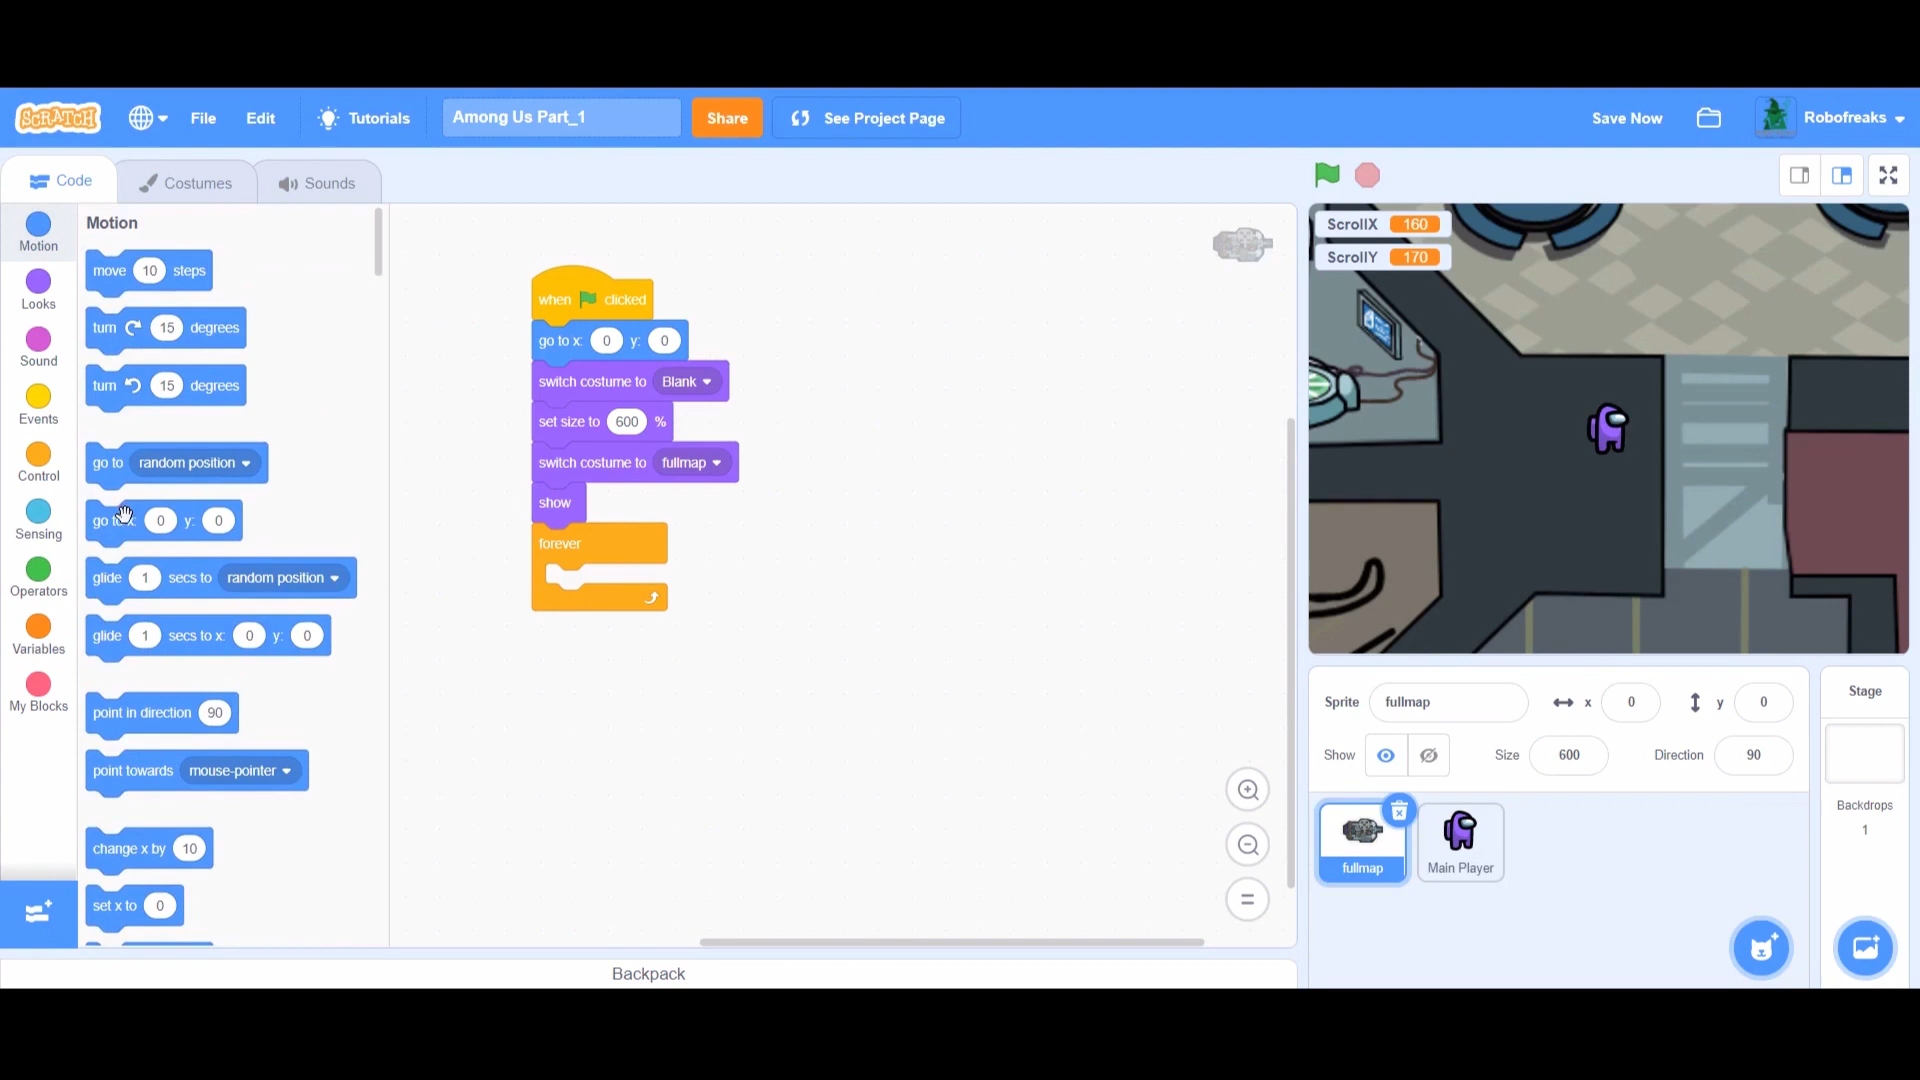 SCRATCH File Edit Tutorials Among Us Part_1 Share See Project Page Save Now Robofreaks
Code Costumes Sounds
Motion
Looks
Sound
Events
Control
Sensing
Operators
Variables
My Blocks
Motion
move 10 steps
turn 15 degrees
turn 15 degrees
go to random position
go to x: 0 y: 0
glide 1 secs to random position
glide 1 secs to x: 0 y: 0
point in direction 90
point towards mouse-pointer
change x by 10
set x to 0
when clicked
go to x: 0 y: 0
switch costume to Blank
set size to 600 %
switch costume to fullmap
show
forever
Backpack
ScrollX 160
ScrollY 170
Sprite fullmap x 0 y 0
Show Size 600 Direction 90
fullmap
Main Player
Stage
Backdrops
1